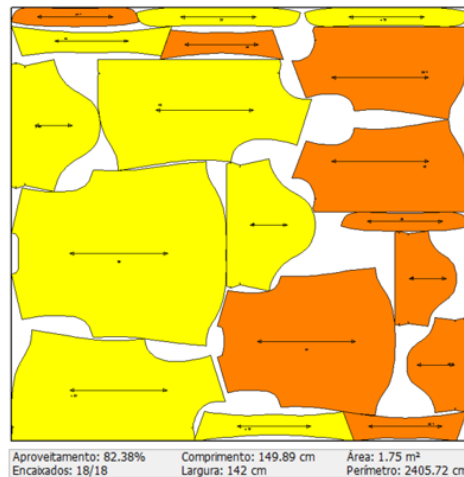 Aproveitamento: 82.38% Comprimento: 149.89 cm Área: 1.75 m²
Encaixados: 18/18 Largura: 142 cm Perímetro: 2405.72 cm